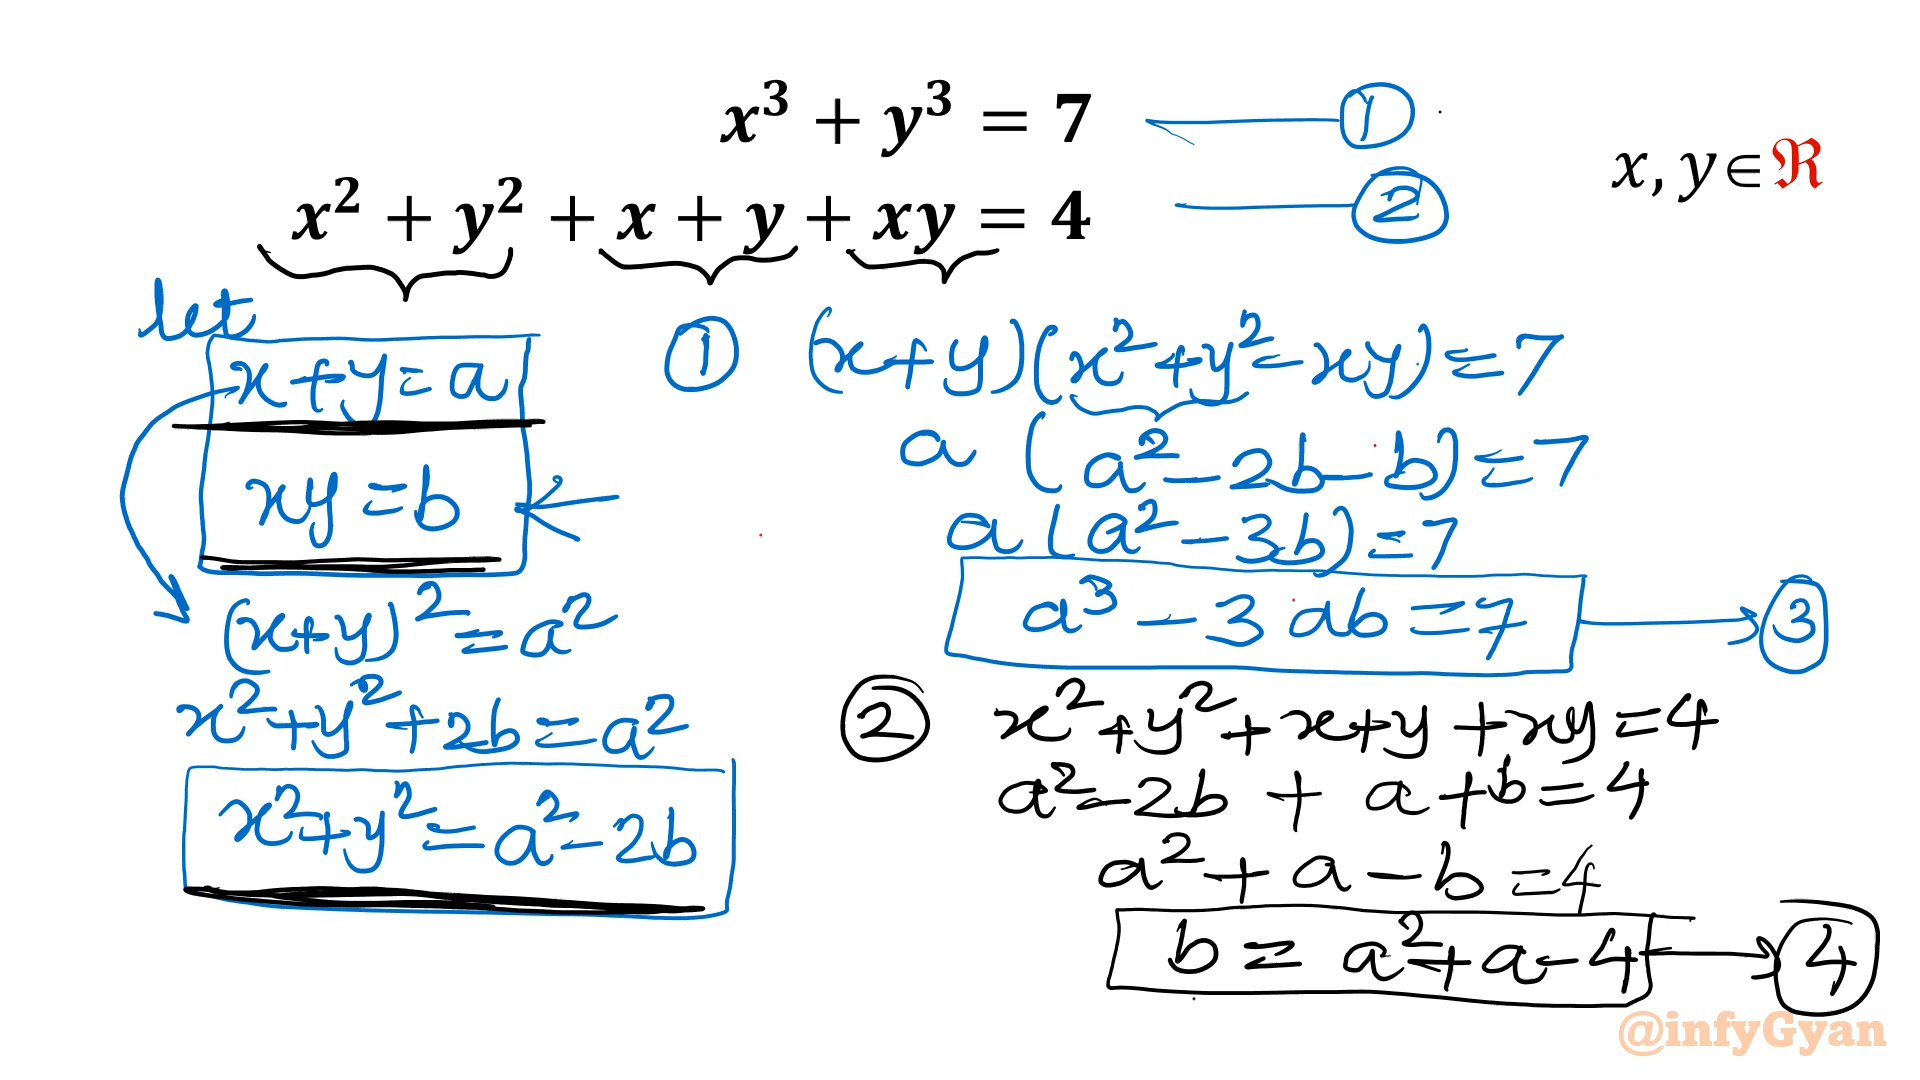 x³ + y³ = 7 ①
x² + y² + x + y + xy = 4 ②
x, y ∈ ℜ
let
x + y = a
xy = b
(x+y)² = a²
x² + y² + 2b = a²
x² + y² = a² − 2b
① (x+y)(x² + y² − xy) = 7
a (a² − 2b − b) = 7
a (a² − 3b) = 7
a³ − 3ab = 7 → ③
② x² + y² + x + y + xy = 4
a² − 2b + a + b = 4
a² + a − b = 4
b = a² + a − 4 → ④
@infyGyan